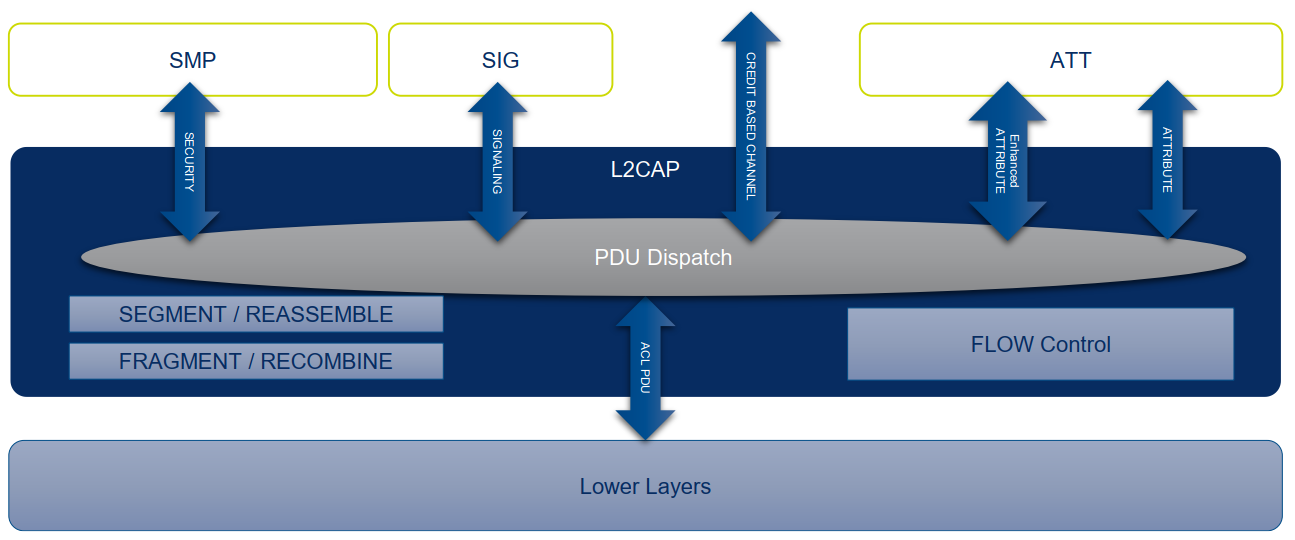 SMP
SIG
ATT
SECURITY
SIGNALING
CREDIT BASED CHANNEL
Enhanced
ATTRIBUTE
ATTRIBUTE
L2CAP
PDU Dispatch
SEGMENT / REASSEMBLE
FRAGMENT / RECOMBINE
ACL PDU
FLOW Control
Lower Layers